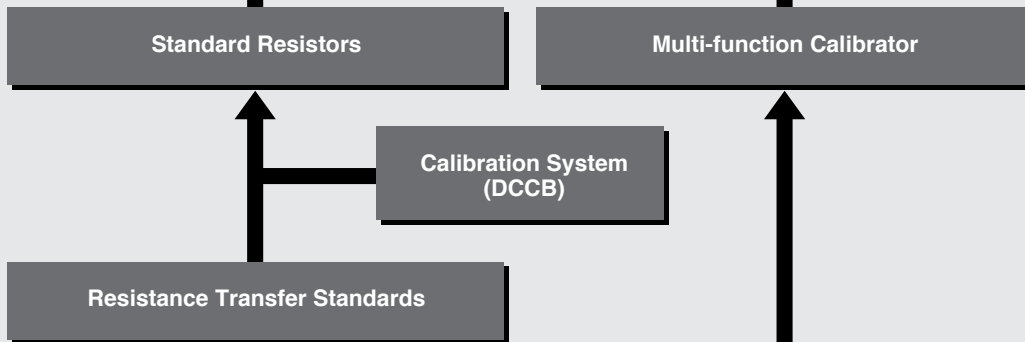 Standard Resistors
Multi-function Calibrator
Calibration System
(DCCB)
Resistance Transfer Standards